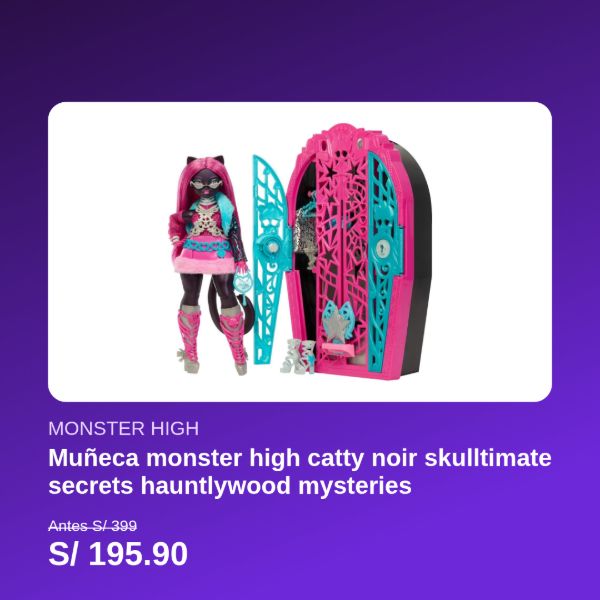 MONSTER HIGH
Muñeca monster high catty noir skulltimate
secrets hauntlywood mysteries
Antes S/ 399
S/ 195.90